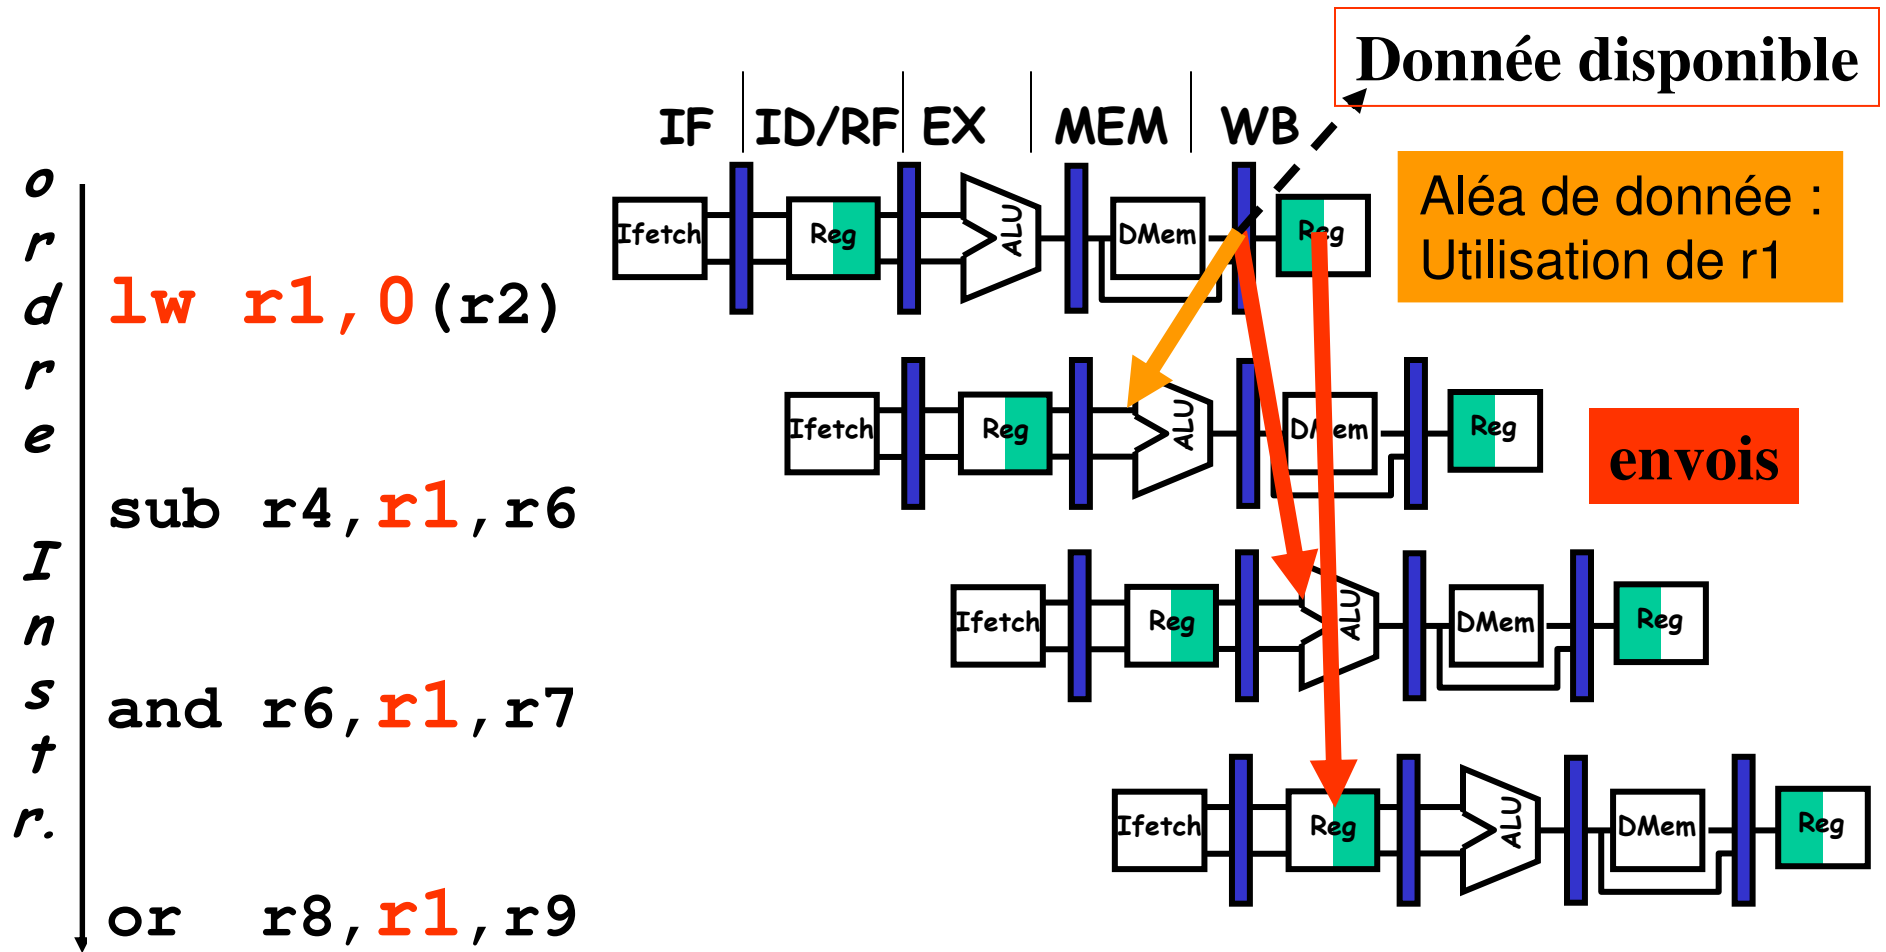 Donnée disponible
IF ID/RF EX MEM WB
Aléa de donnée :
Utilisation de r1
ordre Instr.
lw r1,0(r2)
Ifetch Reg ALU DMem Reg
sub r4,r1,r6
Ifetch Reg ALU DMem Reg
envois
and r6,r1,r7
Ifetch Reg ALU DMem Reg
or r8,r1,r9
Ifetch Reg ALU DMem Reg